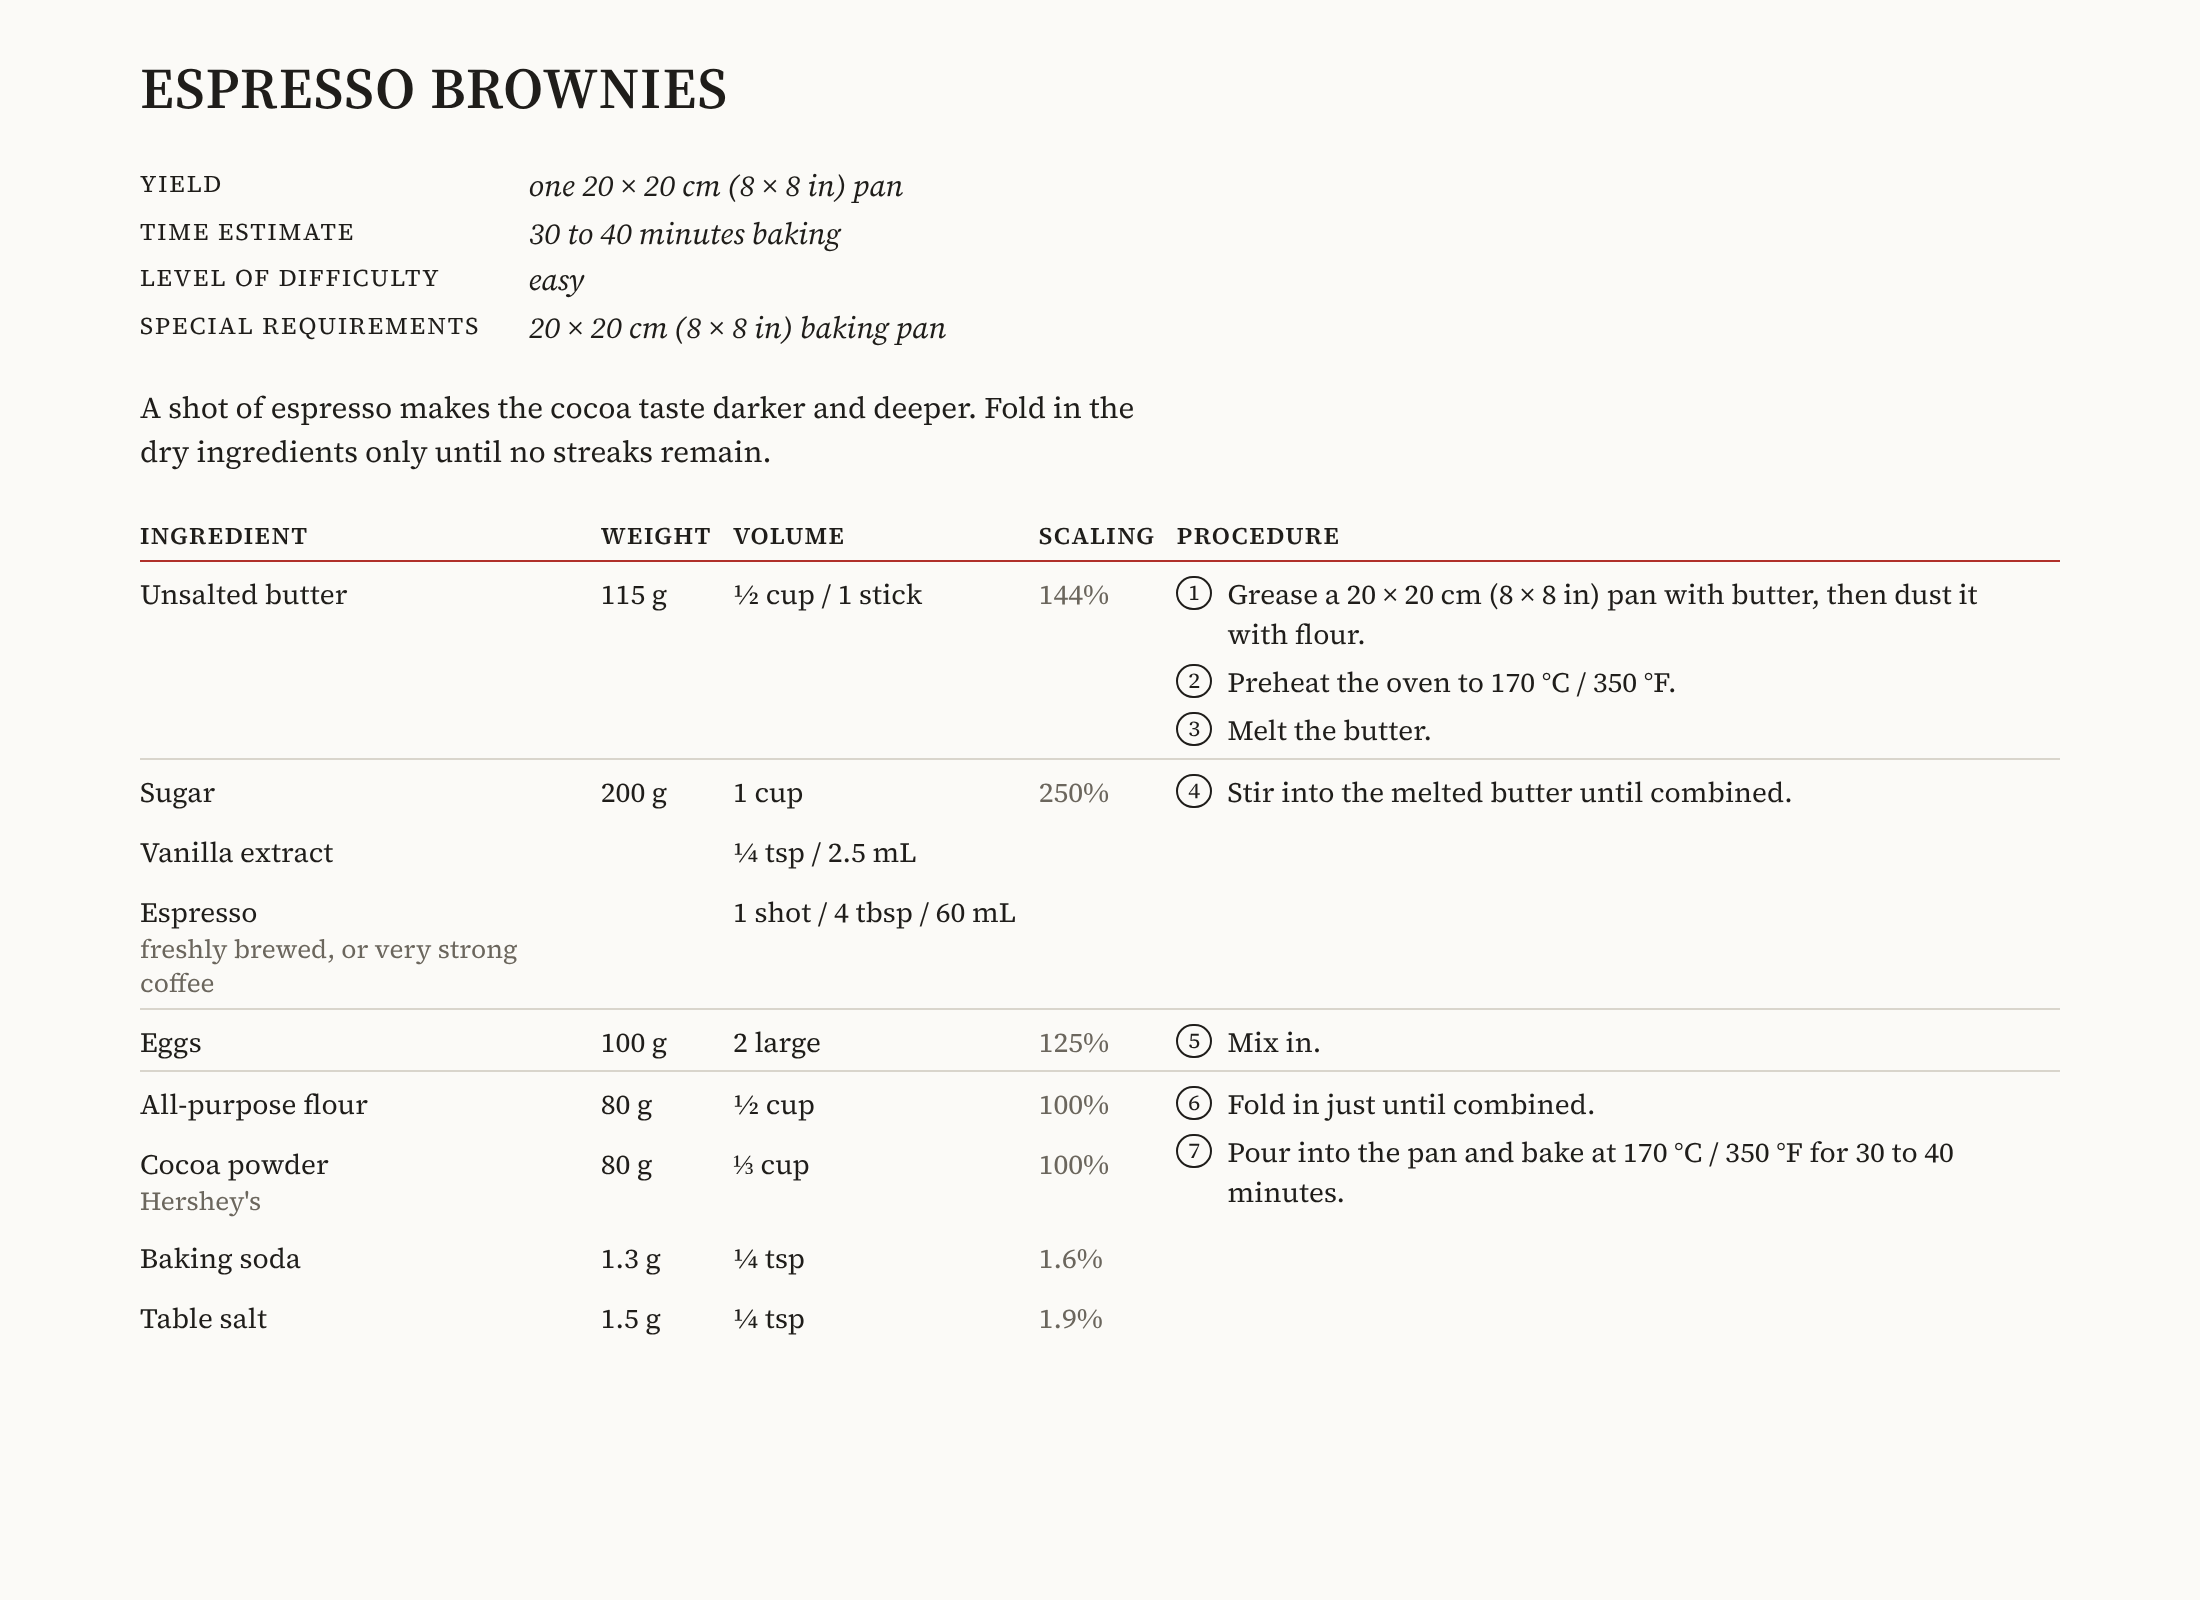 ESPRESSO BROWNIES
YIELD one 20 × 20 cm (8 × 8 in) pan
TIME ESTIMATE 30 to 40 minutes baking
LEVEL OF DIFFICULTY easy
SPECIAL REQUIREMENTS 20 × 20 cm (8 × 8 in) baking pan
A shot of espresso makes the cocoa taste darker and deeper. Fold in the
dry ingredients only until no streaks remain.
INGREDIENT WEIGHT VOLUME SCALING PROCEDURE
Unsalted butter 115 g ½ cup / 1 stick 144% 1 Grease a 20 × 20 cm (8 × 8 in) pan with butter, then dust it
with flour.
2 Preheat the oven to 170 °C / 350 °F.
3 Melt the butter.
Sugar 200 g 1 cup 250% 4 Stir into the melted butter until combined.
Vanilla extract ¼ tsp / 2.5 mL
Espresso 1 shot / 4 tbsp / 60 mL
freshly brewed, or very strong
coffee
Eggs 100 g 2 large 125% 5 Mix in.
All-purpose flour 80 g ½ cup 100% 6 Fold in just until combined.
Cocoa powder 80 g ⅓ cup 100% 7 Pour into the pan and bake at 170 °C / 350 °F for 30 to 40
Hershey's minutes.
Baking soda 1.3 g ¼ tsp 1.6%
Table salt 1.5 g ¼ tsp 1.9%